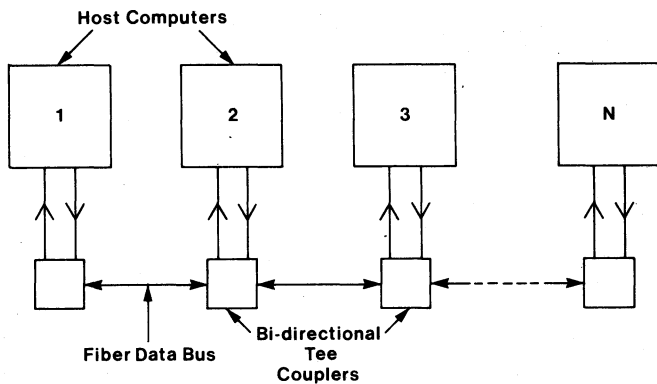 Host Computers
1
2
3
N
Fiber Data Bus
Bi-directional
Tee
Couplers